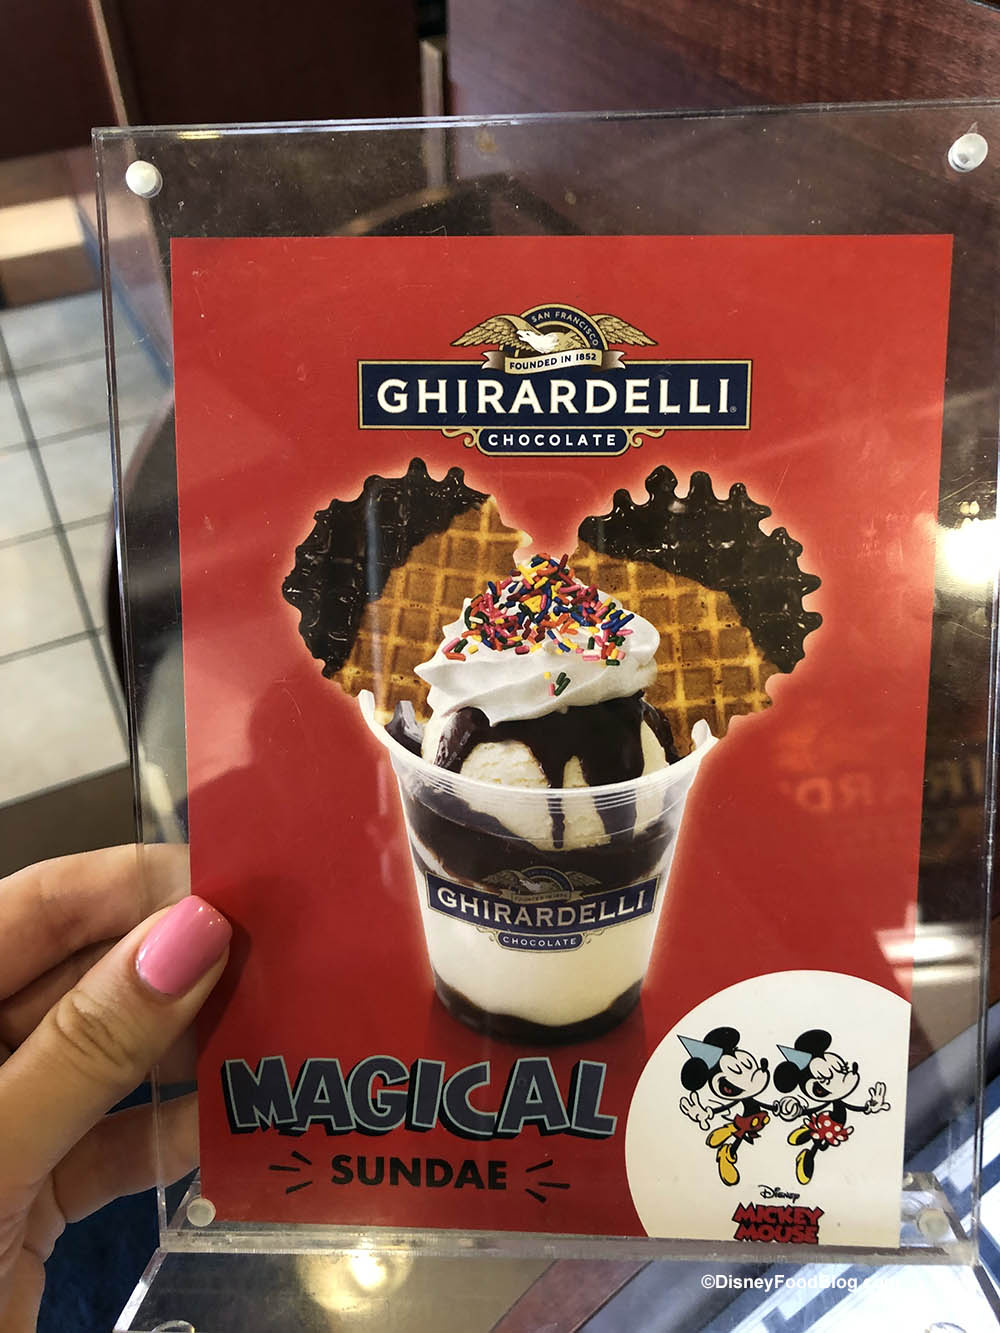 SAN FRANCISCO
FOUNDED IN 1852
GHIRARDELLI®
CHOCOLATE
GHIRARDELLI
CHOCOLATE
MAGICAL
SUNDAE
Disney
MICKEY
MOUSE
©DisneyFoodBlog.com